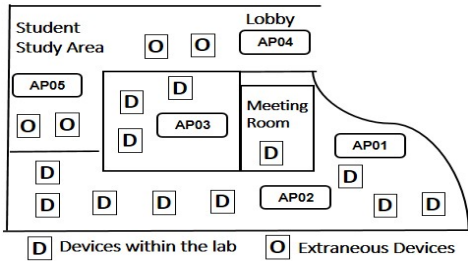 Student
Study Area
Lobby
O
O
AP04
AP05
D
D
O
O
D
AP03
Meeting
Room
D
AP01
D
D
D
D
D
D
AP02
D
D
D Devices within the lab
O Extraneous Devices